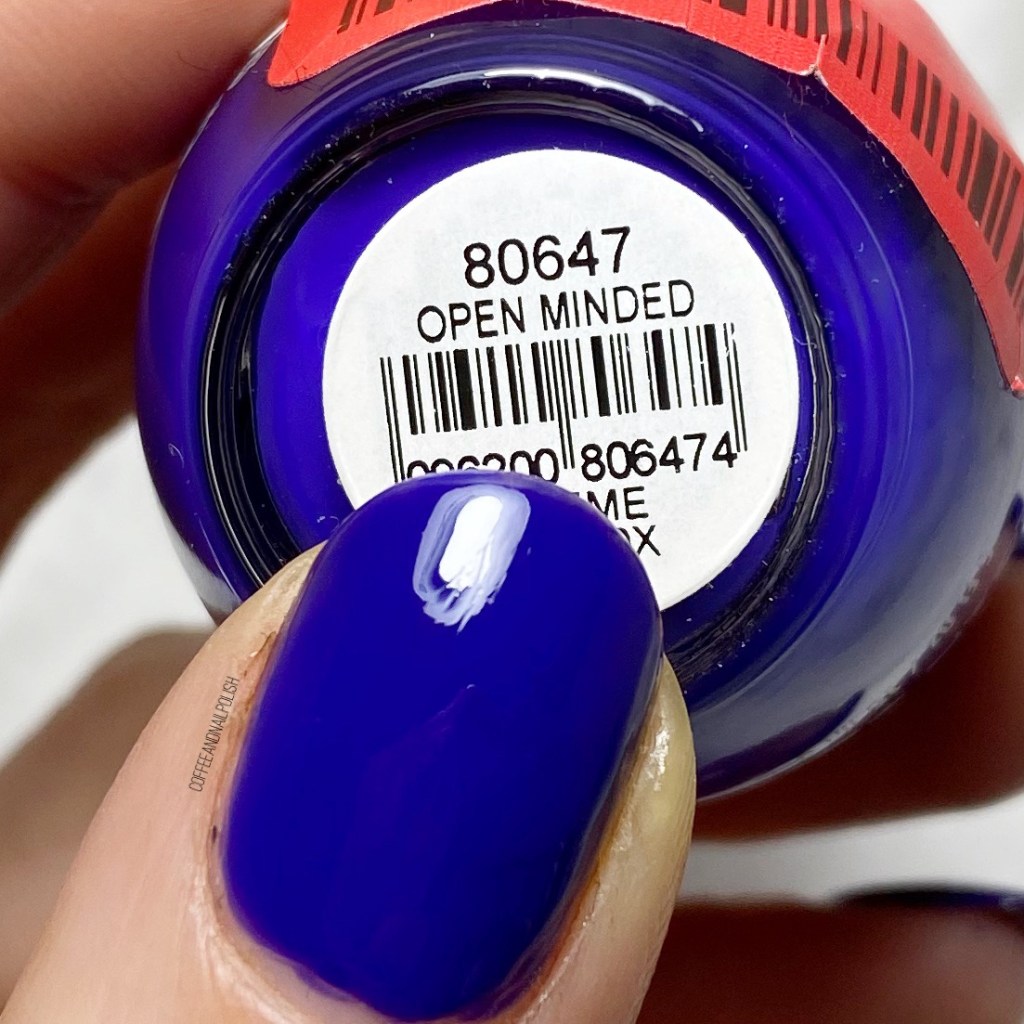 80647
OPEN MINDED
806474
COFFEEANDNAILPOLISH